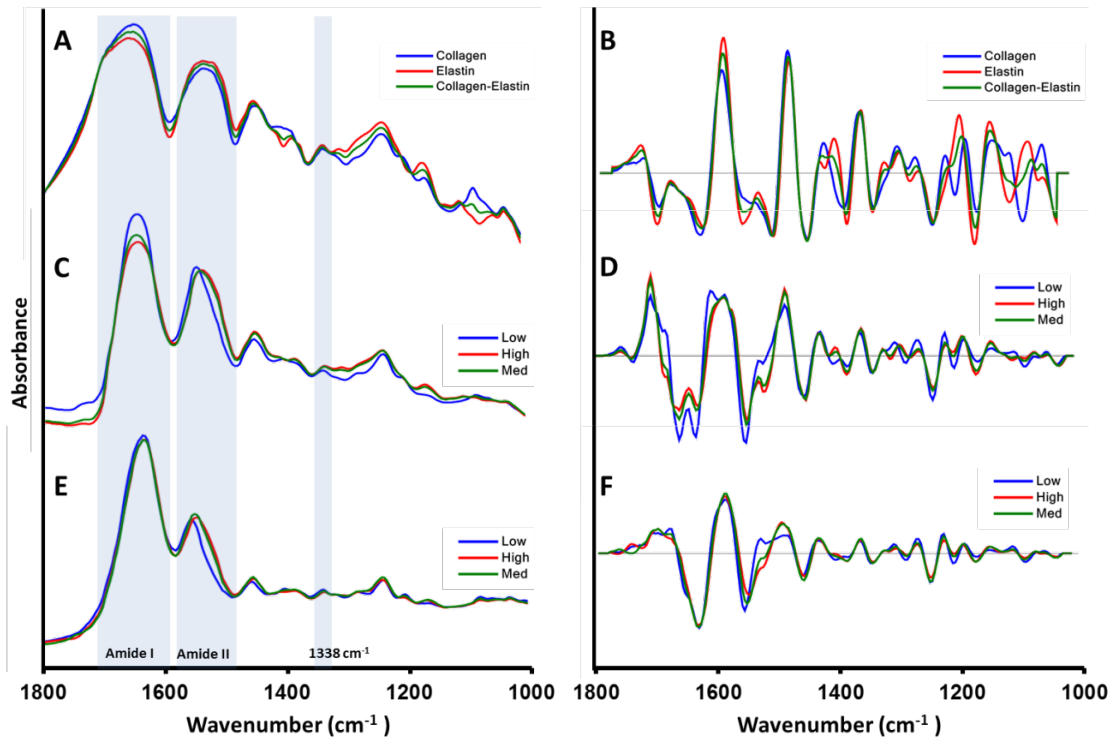 A
Collagen
Elastin
Collagen-Elastin
B
Collagen
Elastin
Collagen-Elastin
C
Low
High
Med
D
Low
High
Med
Absorbance
E
Low
High
Med
F
Low
High
Med
Amide I
Amide II
1338 cm⁻¹
1800
1600
1400
1200
1000
1800
1600
1400
1200
1000
Wavenumber (cm⁻¹)
Wavenumber (cm⁻¹)